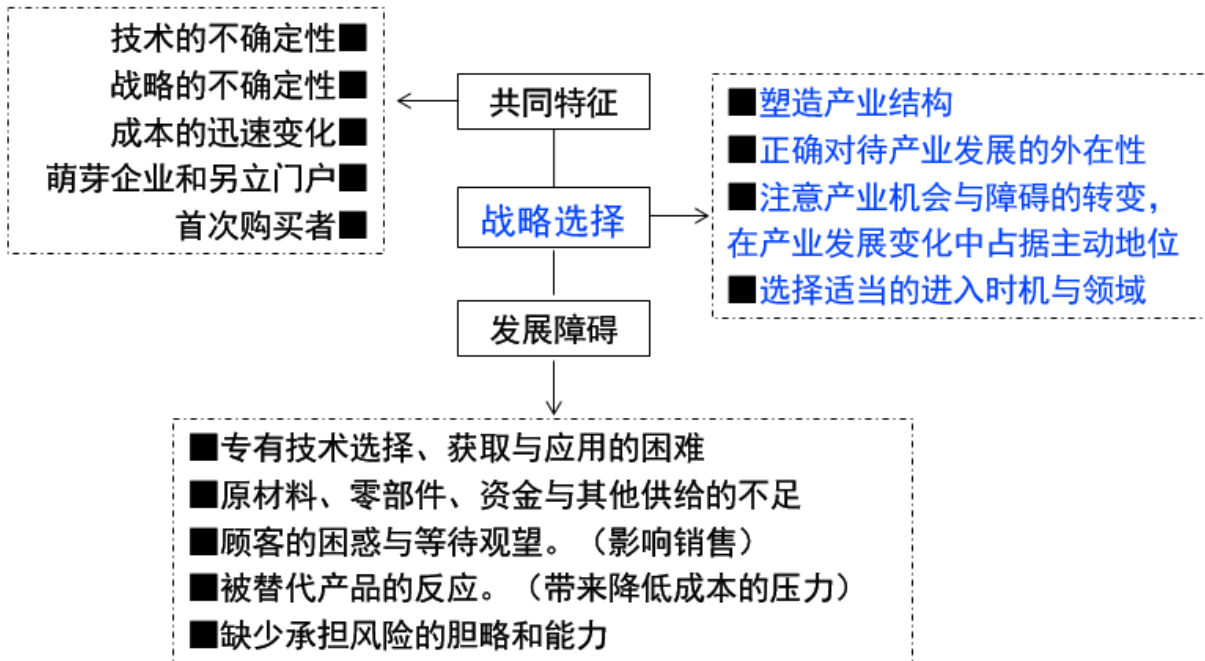 技术的不确定性■
战略的不确定性■
成本的迅速变化■
萌芽企业和另立门户■
首次购买者■
共同特征
战略选择
发展障碍
■塑造产业结构
■正确对待产业发展的外在性
■注意产业机会与障碍的转变，
在产业发展变化中占据主动地位
■选择适当的进入时机与领域
■专有技术选择、获取与应用的困难
■原材料、零部件、资金与其他供给的不足
■顾客的困惑与等待观望。（影响销售）
■被替代产品的反应。（带来降低成本的压力）
■缺少承担风险的胆略和能力